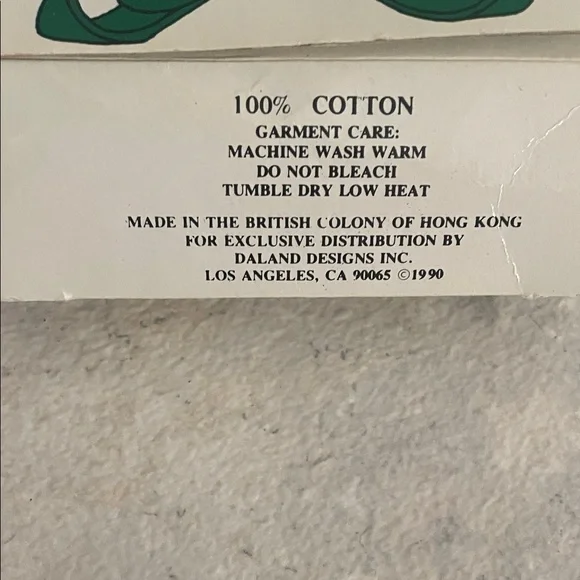 100% COTTON
GARMENT CARE:
MACHINE WASH WARM
DO NOT BLEACH
TUMBLE DRY LOW HEAT
MADE IN THE BRITISH COLONY OF HONG KONG
FOR EXCLUSIVE DISTRIBUTION BY
DALAND DESIGNS INC.
LOS ANGELES, CA 90065 ©1990